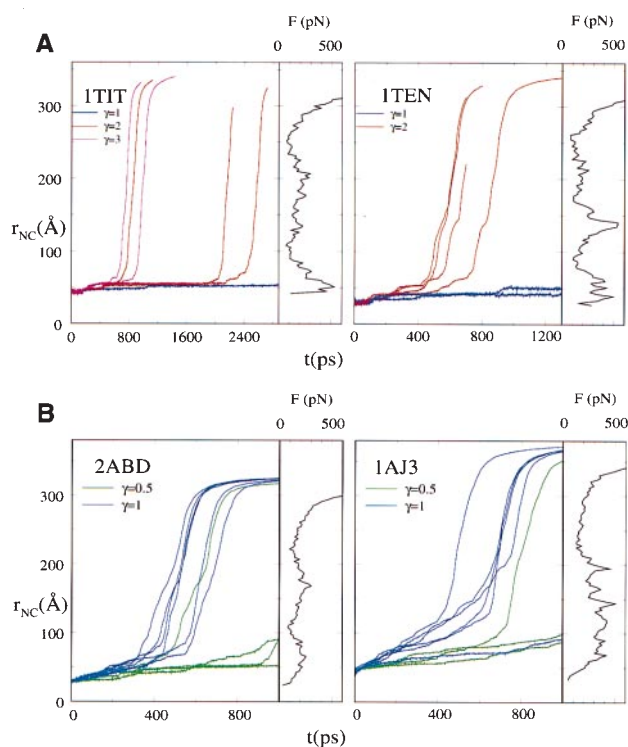 A
F (pN)
F (pN)
0 500
0 500
1TIT
γ=1
γ=2
γ=3
1TEN
γ=1
γ=2
300
200
r_NC(Å)
100
0
0 800 1600 2400
0 400 800 1200
t(ps)
t(ps)
B
F (pN)
F (pN)
0 500
0 500
2ABD
γ=0.5
γ=1
1AJ3
γ=0.5
γ=1
300
200
r_NC(Å)
100
0
0 400 800
0 400 800
t(ps)
t(ps)